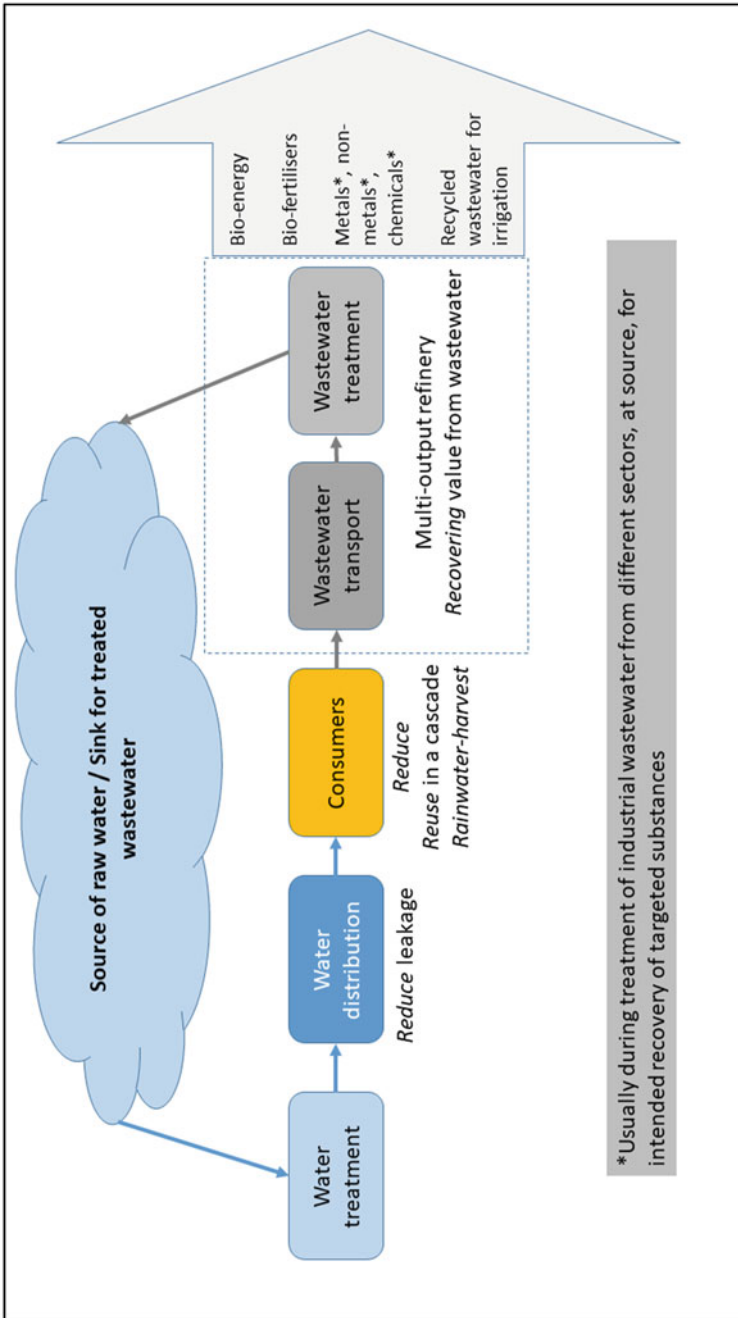 Source of raw water / Sink for treated
wastewater
Water
treatment
Water
distribution
Reduce leakage
Consumers
Reduce
Reuse in a cascade
Rainwater-harvest
Wastewater
transport
Wastewater
treatment
Multi-output refinery
Recovering value from wastewater
Bio-energy
Bio-fertilisers
Metals*, non-
metals*,
chemicals*
Recycled
wastewater for
irrigation
*Usually during treatment of industrial wastewater from different sectors, at source, for
intended recovery of targeted substances